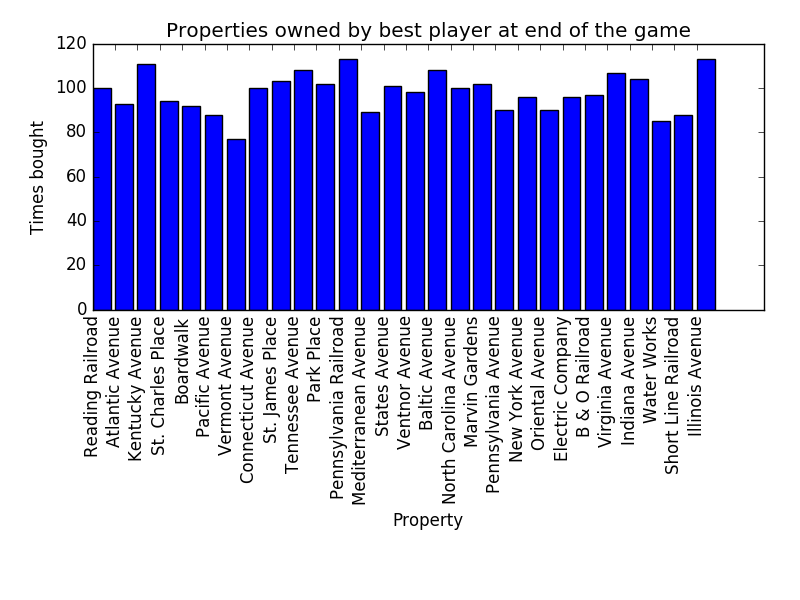 Properties owned by best player at end of the game
120
100
80
60
40
20
0
Times bought
Reading Railroad
Atlantic Avenue
Kentucky Avenue
St. Charles Place
Boardwalk
Pacific Avenue
Vermont Avenue
Connecticut Avenue
St. James Place
Tennessee Avenue
Park Place
Pennsylvania Railroad
Mediterranean Avenue
States Avenue
Ventnor Avenue
Baltic Avenue
North Carolina Avenue
Marvin Gardens
Pennsylvania Avenue
New York Avenue
Oriental Avenue
Electric Company
B & O Railroad
Virginia Avenue
Indiana Avenue
Water Works
Short Line Railroad
Illinois Avenue
Property